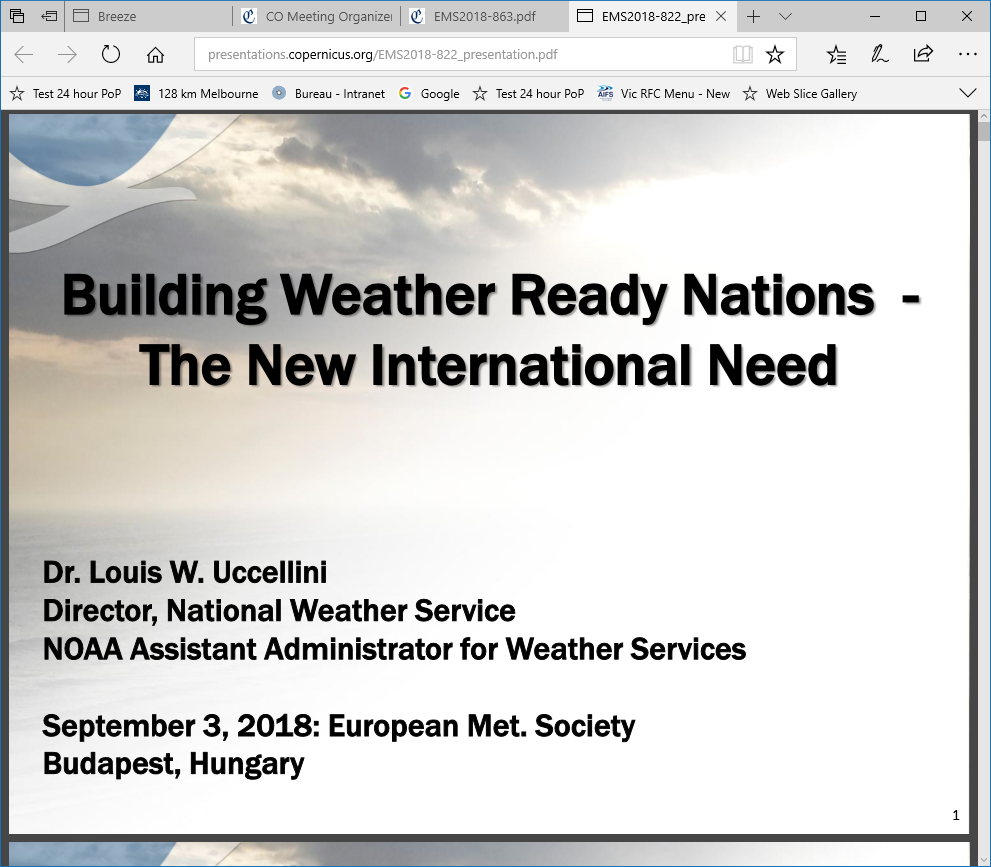 Breeze
CO Meeting Organizer
EMS2018-863.pdf
EMS2018-822_pre
presentations.copernicus.org/EMS2018-822_presentation.pdf
Test 24 hour PoP
128 km Melbourne
Bureau - Intranet
Google
Test 24 hour PoP
Vic RFC Menu - New
Web Slice Gallery
Building Weather Ready Nations -
The New International Need
Dr. Louis W. Uccellini
Director, National Weather Service
NOAA Assistant Administrator for Weather Services
September 3, 2018: European Met. Society
Budapest, Hungary
1